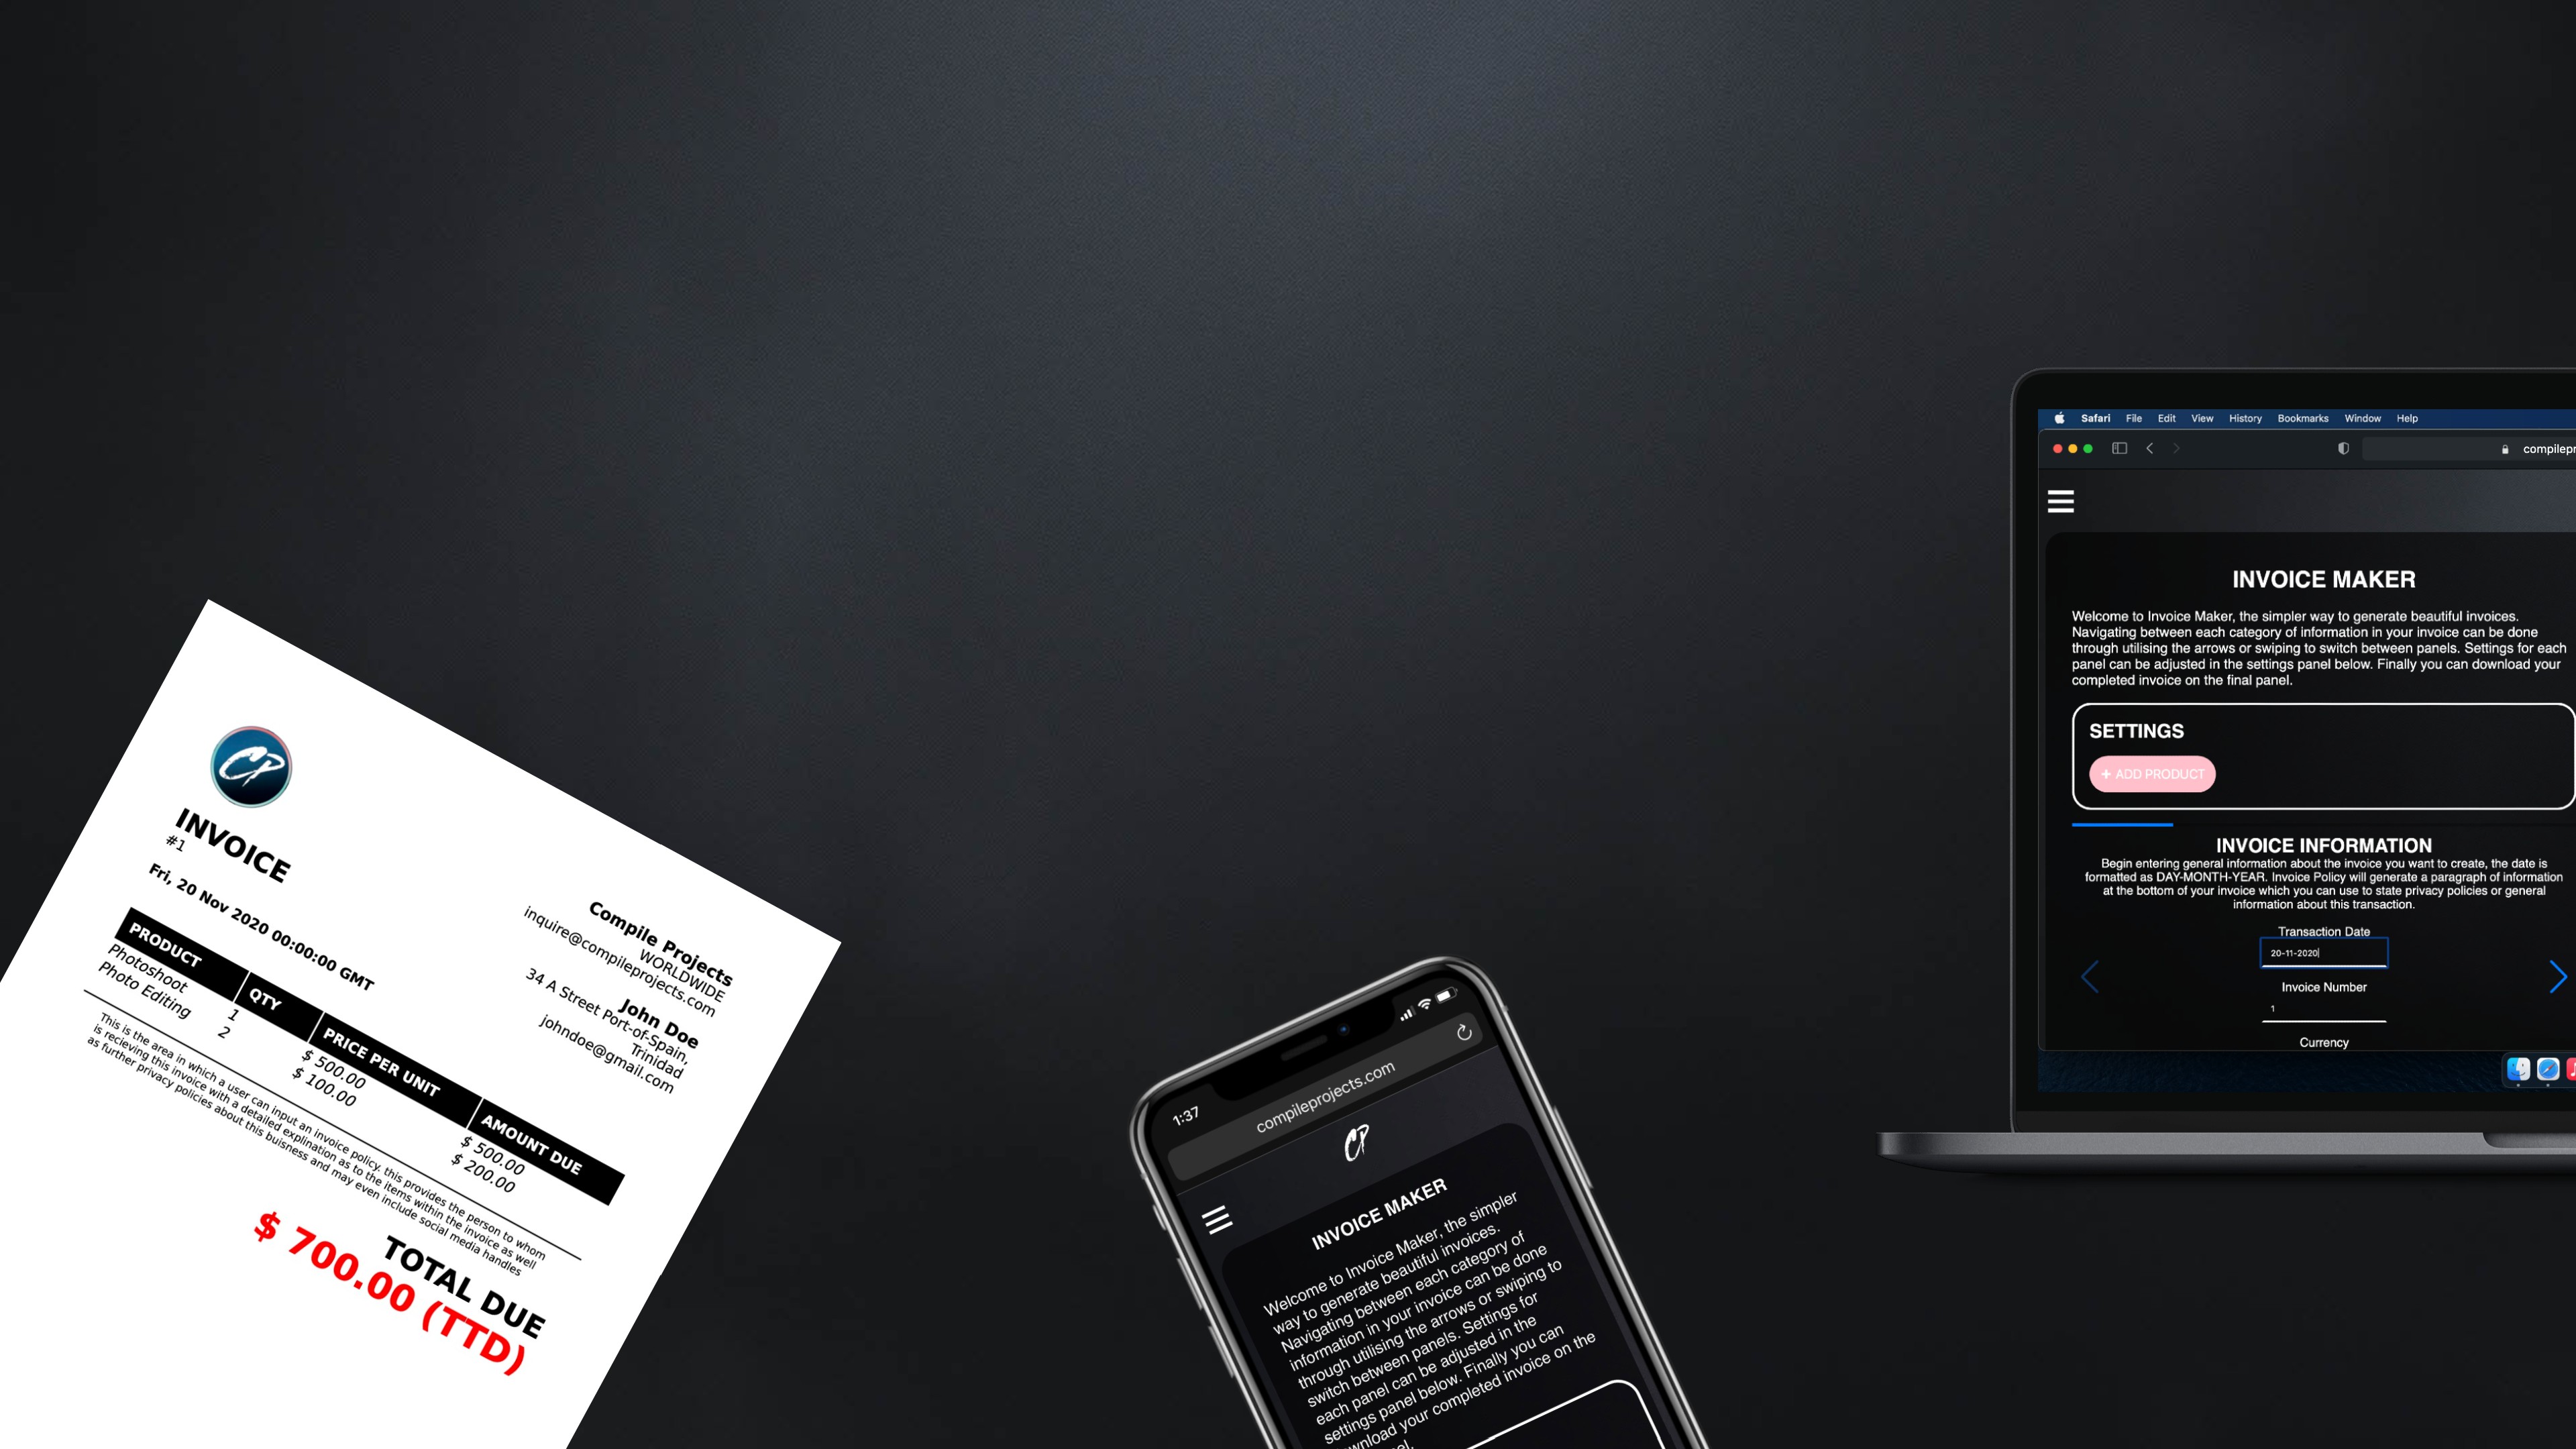 CP
INVOICE
#1
Fri, 20 Nov 2020 00:00:00 GMT
Compile Projects
WORLDWIDE
inquire@compileprojects.com
John Doe
34 A Street Port-of-Spain,
Trinidad
johndoe@gmail.com
PRODUCT QTY PRICE PER UNIT AMOUNT DUE
Photoshoot 1 $ 500.00 $ 500.00
Photo Editing 2 $ 100.00 $ 200.00
This is the area in which a user can input an invoice policy. this provides the person to whom
is recieving this invoice with a detailed explination as to the items within the invoice as well
as further privacy policies about this buisness and may even include social media handles
TOTAL DUE
$ 700.00 (TTD)
1:37
compileprojects.com
CP
INVOICE MAKER
Welcome to Invoice Maker, the simpler
way to generate beautiful invoices.
Navigating between each category of
information in your invoice can be done
through utilising the arrows or swiping to
switch between panels. Settings for
each panel can be adjusted in the
settings panel below. Finally you can
wnload your completed invoice on the
el.
Safari File Edit View History Bookmarks Window Help
compilepr
INVOICE MAKER
Welcome to Invoice Maker, the simpler way to generate beautiful invoices.
Navigating between each category of information in your invoice can be done
through utilising the arrows or swiping to switch between panels. Settings for each
panel can be adjusted in the settings panel below. Finally you can download your
completed invoice on the final panel.
SETTINGS
+ ADD PRODUCT
INVOICE INFORMATION
Begin entering general information about the invoice you want to create, the date is
formatted as DAY-MONTH-YEAR. Invoice Policy will generate a paragraph of information
at the bottom of your invoice which you can use to state privacy policies or general
information about this transaction.
Transaction Date
20-11-2020
Invoice Number
1
Currency